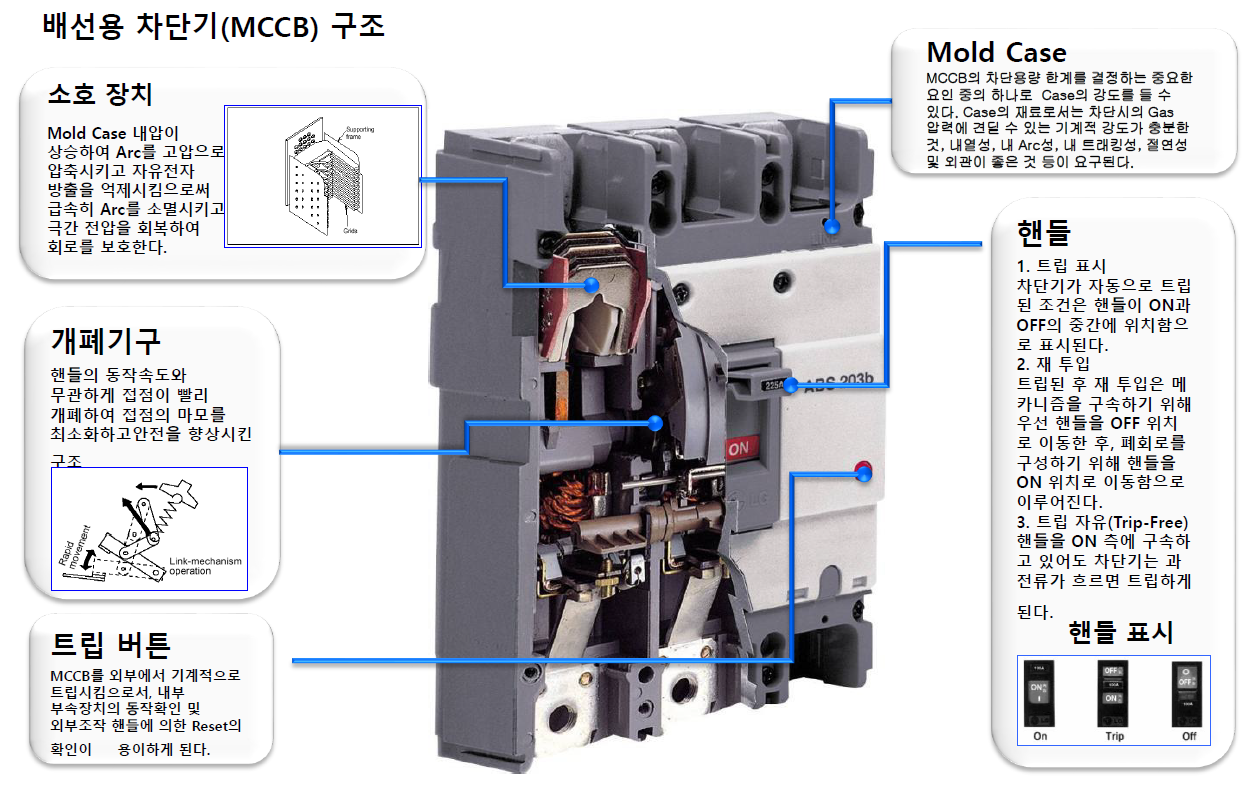 배선용 차단기(MCCB) 구조
소호 장치
Mold Case 내압이
상승하여 Arc를 고압으로
압축시키고 자유전자
방출을 억제시킴으로써
급속히 Arc를 소멸시키고
극간 전압을 회복하여
회로를 보호한다.
Supporting
frame
Grids
개폐기구
핸들의 동작속도와
무관하게 접점이 빨리
개폐하여 접점의 마모를
최소화하고안전을 향상시킨
구조
Rapid
movement
Link-mechanism
operation
트립 버튼
MCCB를 외부에서 기계적으로
트립시킴으로서, 내부
부속장치의 동작확인 및
외부조작 핸들에 의한 Reset의
확인이 용이하게 된다.
225A
ABS 203b
ON
Mold Case
MCCB의 차단용량 한계를 결정하는 중요한
요인 중의 하나로 Case의 강도를 들 수
있다. Case의 재료로서는 차단시의 Gas
압력에 견딜 수 있는 기계적 강도가 충분한
것, 내열성, 내 Arc성, 내 트래킹성, 절연성
및 외관이 좋은 것 등이 요구된다.
핸들
1. 트립 표시
차단기가 자동으로 트립
된 조건은 핸들이 ON과
OFF의 중간에 위치함으
로 표시된다.
2. 재 투입
트립된 후 재 투입은 메
카니즘을 구속하기 위해
우선 핸들을 OFF 위치
로 이동한 후, 폐회로를
구성하기 위해 핸들을
ON 위치로 이동함으로
이루어진다.
3. 트립 자유(Trip-Free)
핸들을 ON 측에 구속하
고 있어도 차단기는 과
전류가 흐르면 트립하게
된다.
핸들 표시
100A
ON
I
OFF
100A
ON
O
OFF
100A
On Trip Off